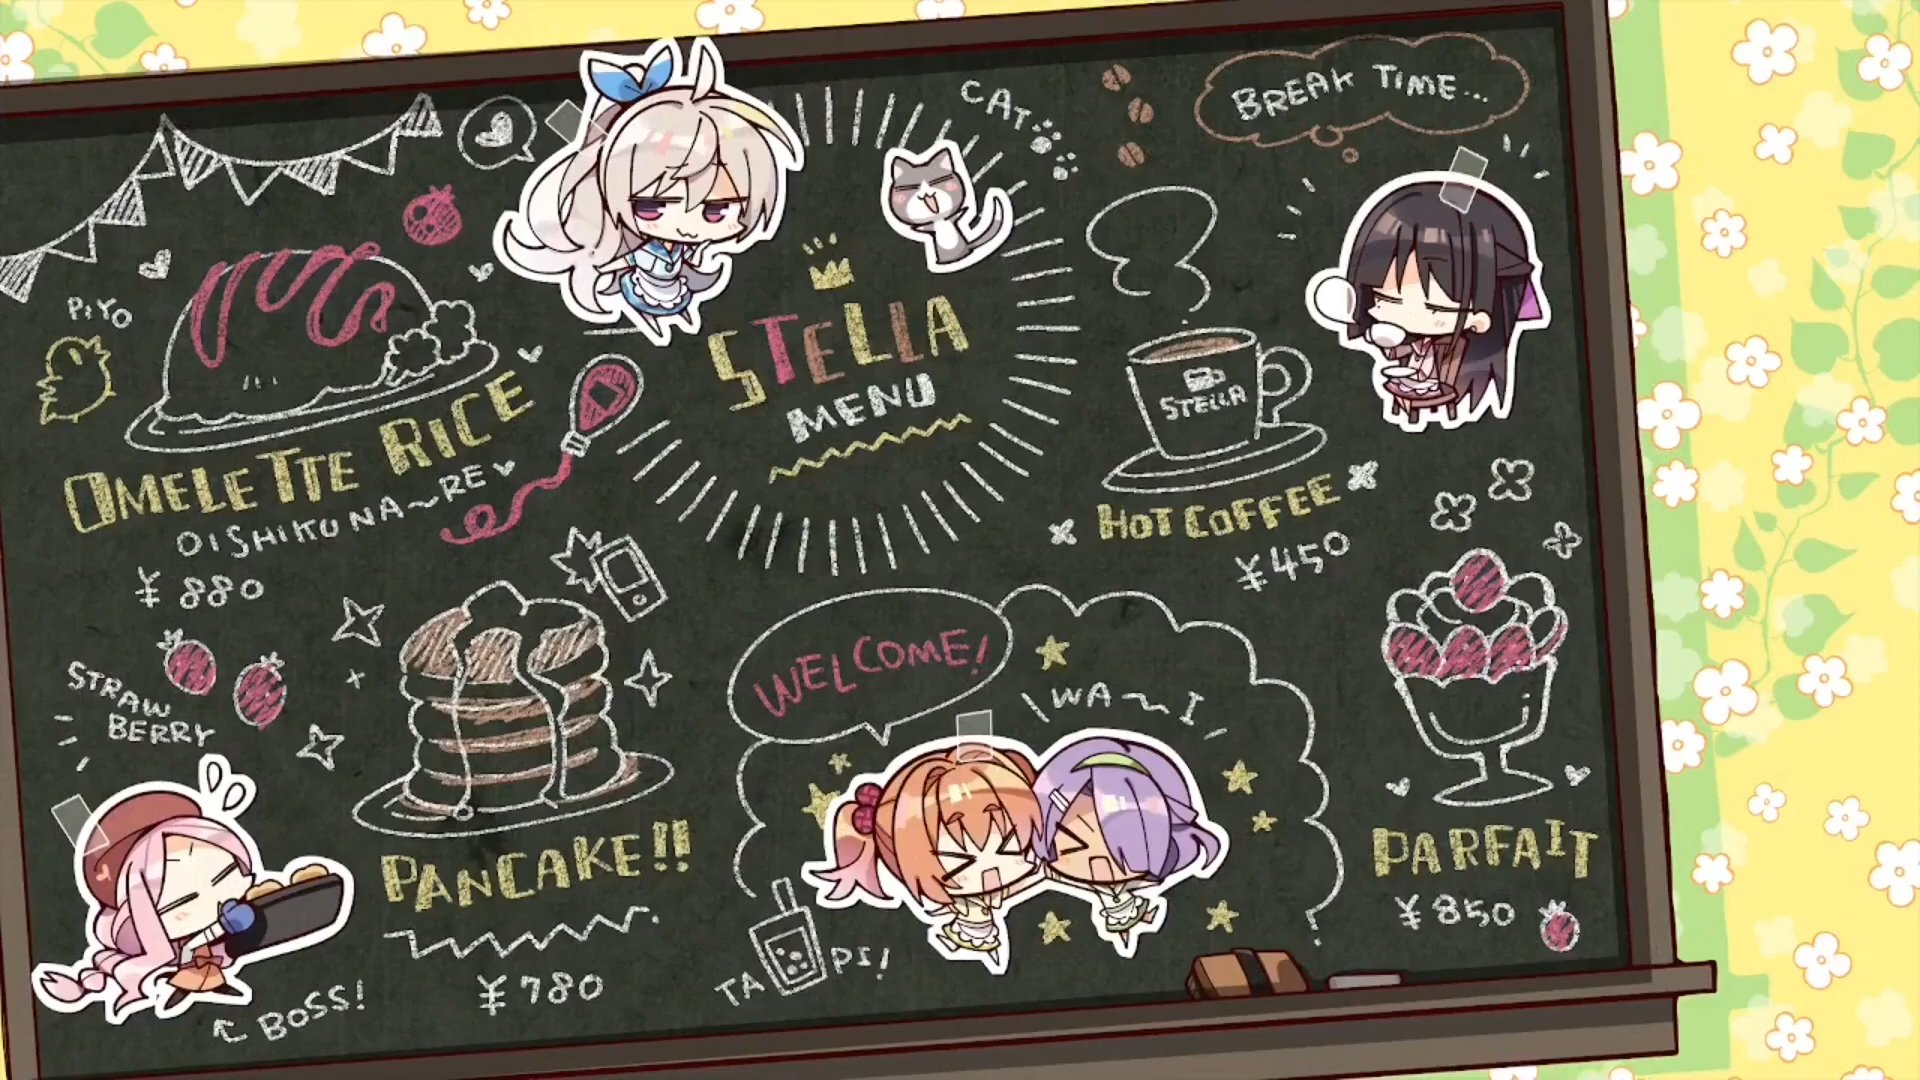 CAT
BREAK TIME...
PIYO
STELLA
MENU
STELLA
OMELETTE RICE
OISHIKUNA～RE
¥880
HOT COFFEE
¥450
STRAW
BERRY
WELCOME!
\WA～I
PANCAKE!!
¥780
PARFAIT
¥850
TA PI!
BOSS!